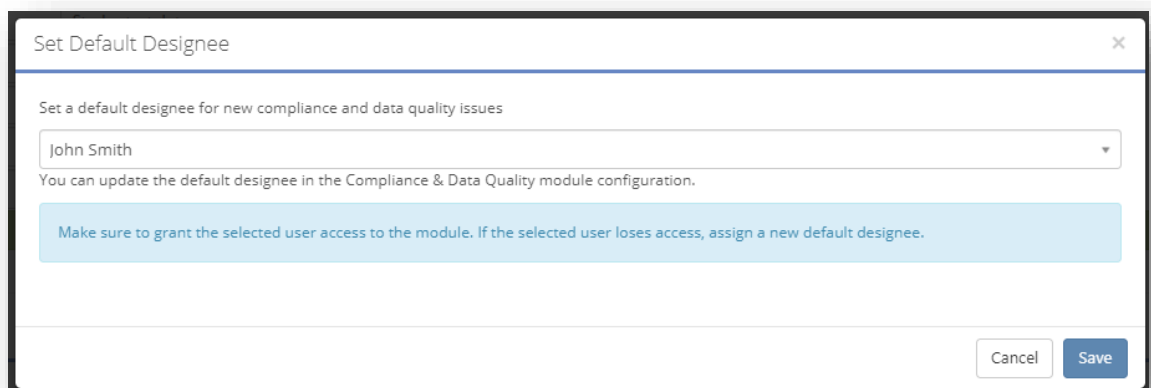 Set Default Designee
×
Set a default designee for new compliance and data quality issues
John Smith
You can update the default designee in the Compliance & Data Quality module configuration.
Make sure to grant the selected user access to the module. If the selected user loses access, assign a new default designee.
Cancel Save